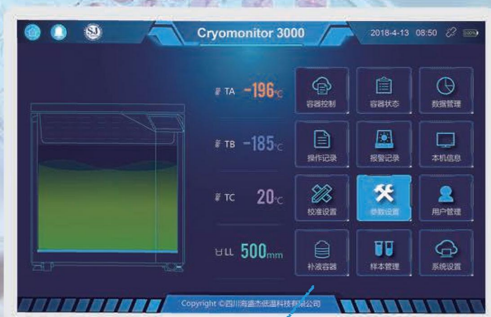 SJ
Cryomonitor 3000
2018-4-13 08:50
TA -196℃
容器控制
容器状态
数据管理
TB -185℃
操作记录
报警记录
本机信息
TC 20℃
校准设置
参数设置
用户管理
LL 500mm
补液容器
样本管理
系统设置
Copyright ©四川海盛杰低温科技有限公司